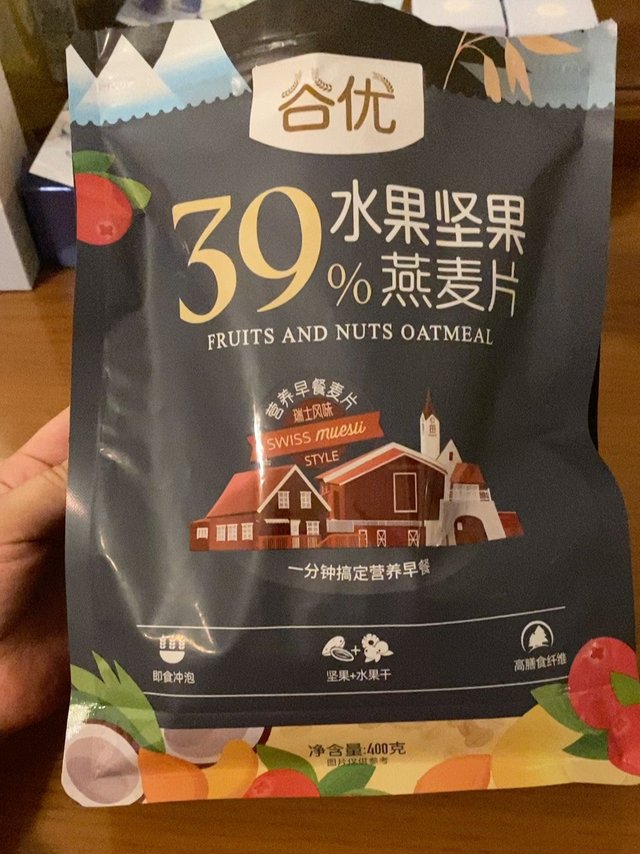 谷优
39%
水果坚果
燕麦片
FRUITS AND NUTS OATMEAL
营养早餐麦片
瑞士风味
SWISS muesli
STYLE
一分钟搞定营养早餐
即食冲泡
坚果+水果干
高膳食纤维
净含量:400克
图片仅供参考